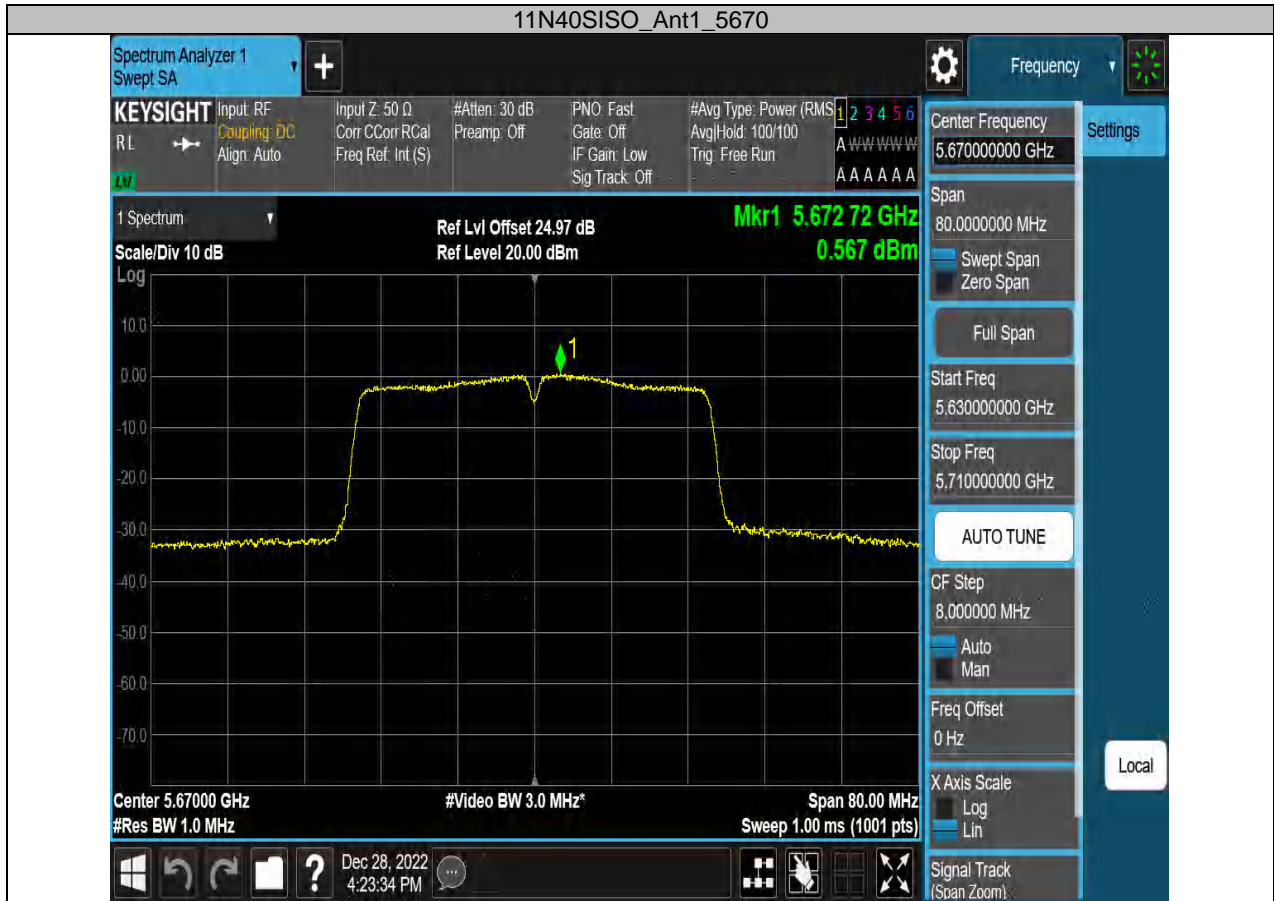 11N40SISO_Ant1_5670
Spectrum Analyzer 1
Swept SA
+
Frequency
KEYSIGHT
RL
Input: RF
Coupling: DC
Align: Auto
Input Z: 50 Ω
Corr CCorr RCal
Freq Ref: Int (S)
#Atten: 30 dB
Preamp: Off
PNO: Fast
Gate: Off
IF Gain: Low
Sig Track: Off
#Avg Type: Power (RMS
Avg|Hold: 100/100
Trig: Free Run
1 2 3 4 5 6
A W W W W W
A A A A A A
1 Spectrum
Scale/Div 10 dB
Ref Lvl Offset 24.97 dB
Ref Level 20.00 dBm
Mkr1 5.672 72 GHz
0.567 dBm
Log
10.0
0.00
-10.0
-20.0
-30.0
-40.0
-50.0
-60.0
-70.0
1
Center 5.67000 GHz
#Res BW 1.0 MHz
#Video BW 3.0 MHz*
Span 80.00 MHz
Sweep 1.00 ms (1001 pts)
?
Dec 28, 2022
4:23:34 PM
Center Frequency
5.670000000 GHz
Span
80.0000000 MHz
Swept Span
Zero Span
Full Span
Start Freq
5.630000000 GHz
Stop Freq
5.710000000 GHz
AUTO TUNE
CF Step
8.000000 MHz
Auto
Man
Freq Offset
0 Hz
X Axis Scale
Log
Lin
Signal Track
(Span Zoom)
Settings
Local